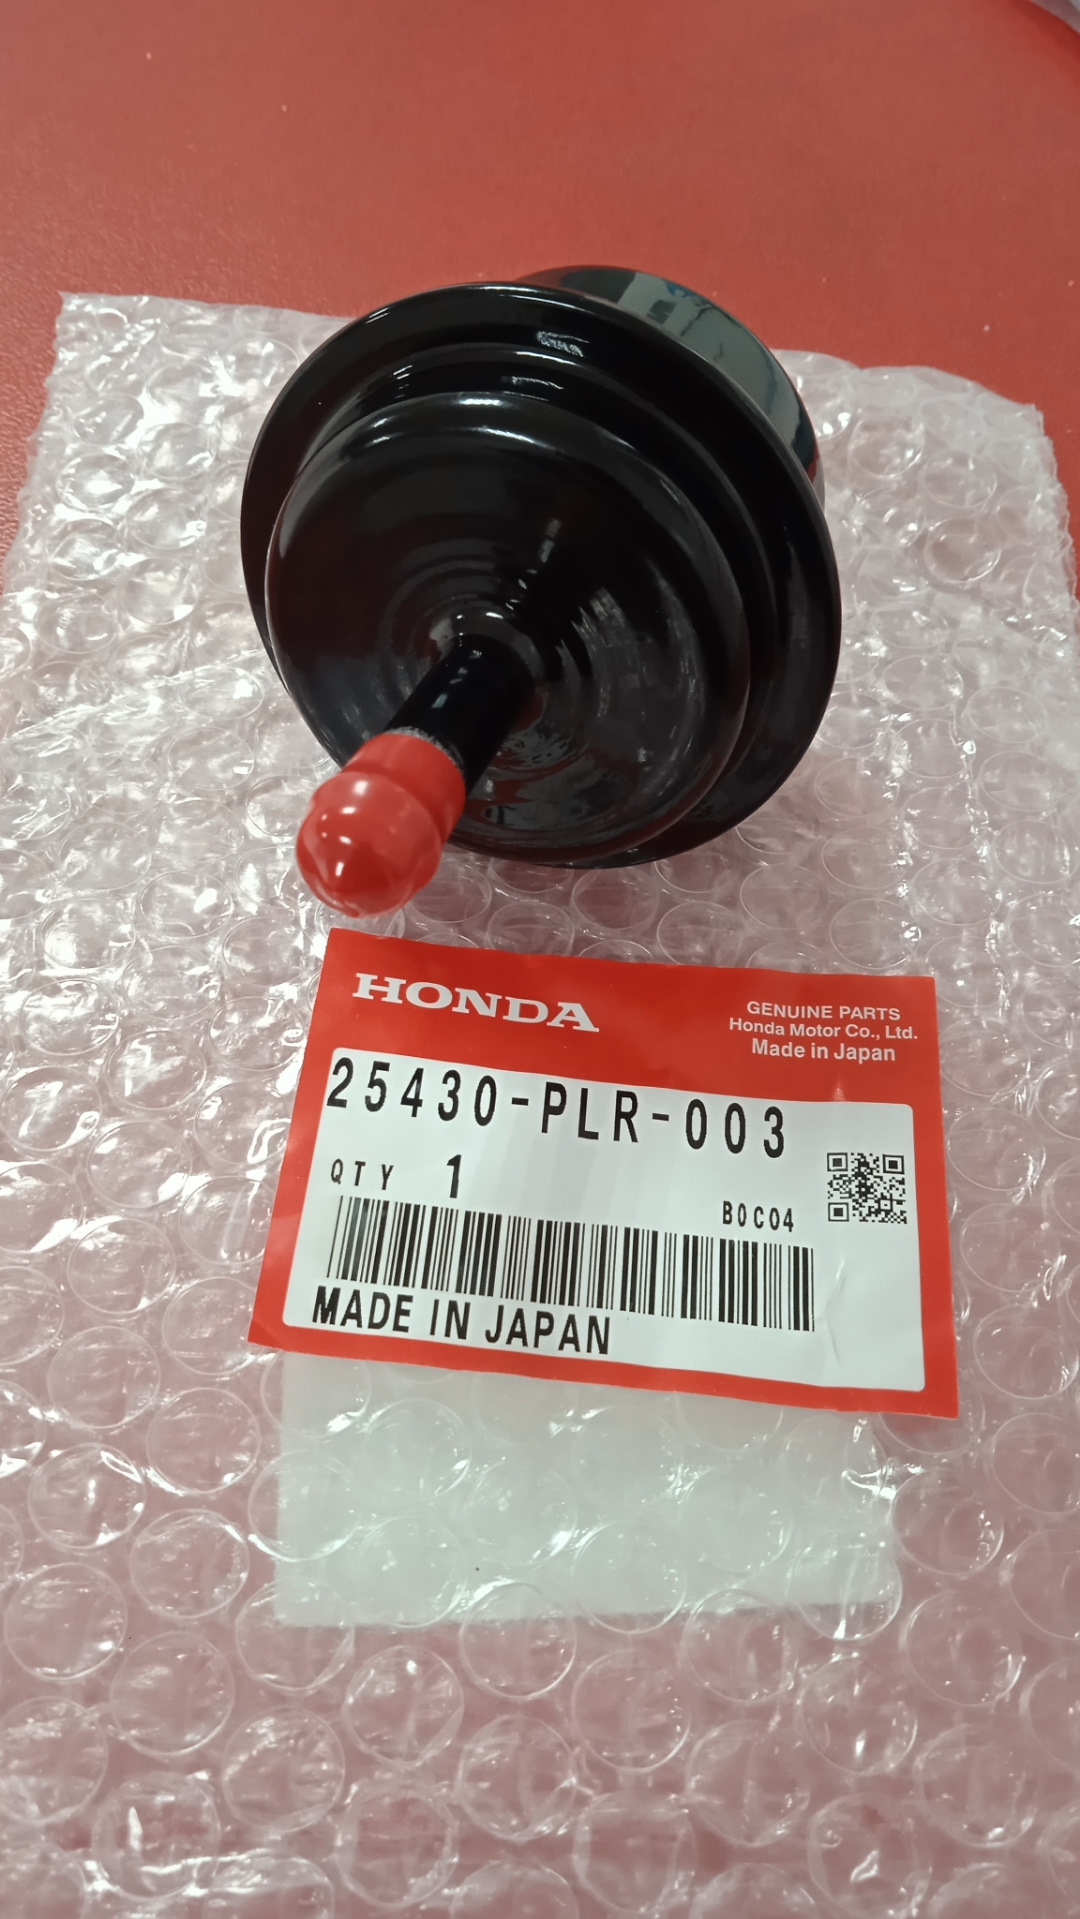 HONDA
GENUINE PARTS
Honda Motor Co., Ltd.
Made in Japan
25430-PLR-003
QTY 1
B0C04
MADE IN JAPAN